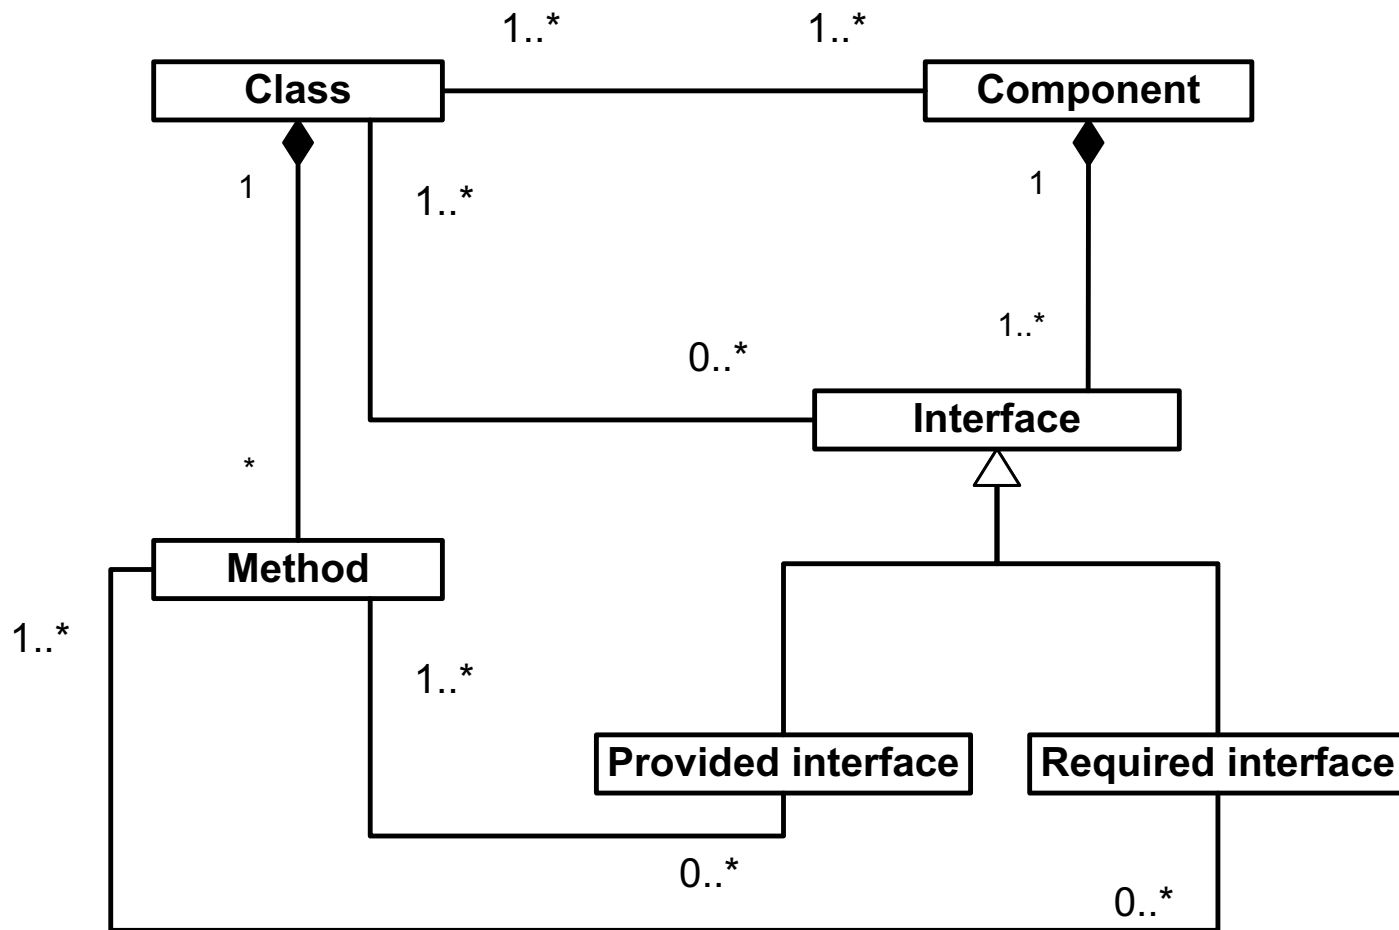 1..*
1..*
Class
Component
1
1..*
1
1..*
0..*
Interface
*
Method
1..*
1..*
Provided interface
Required interface
0..*
0..*